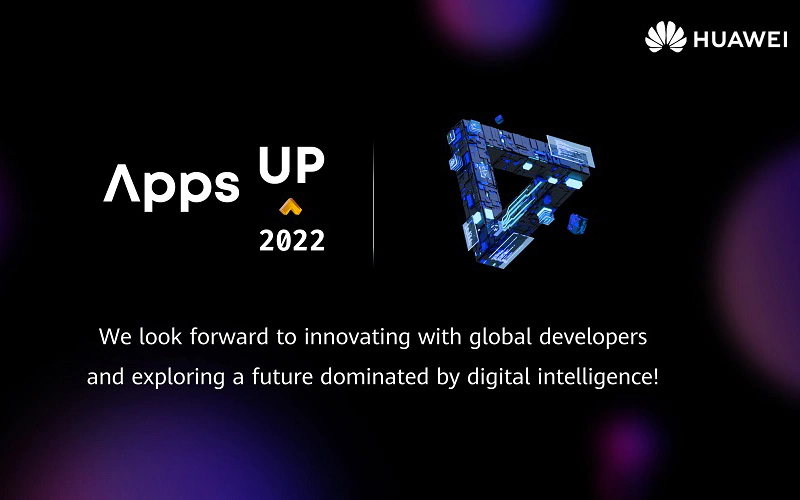 HUAWEI
Apps UP
2022
We look forward to innovating with global developers
and exploring a future dominated by digital intelligence!